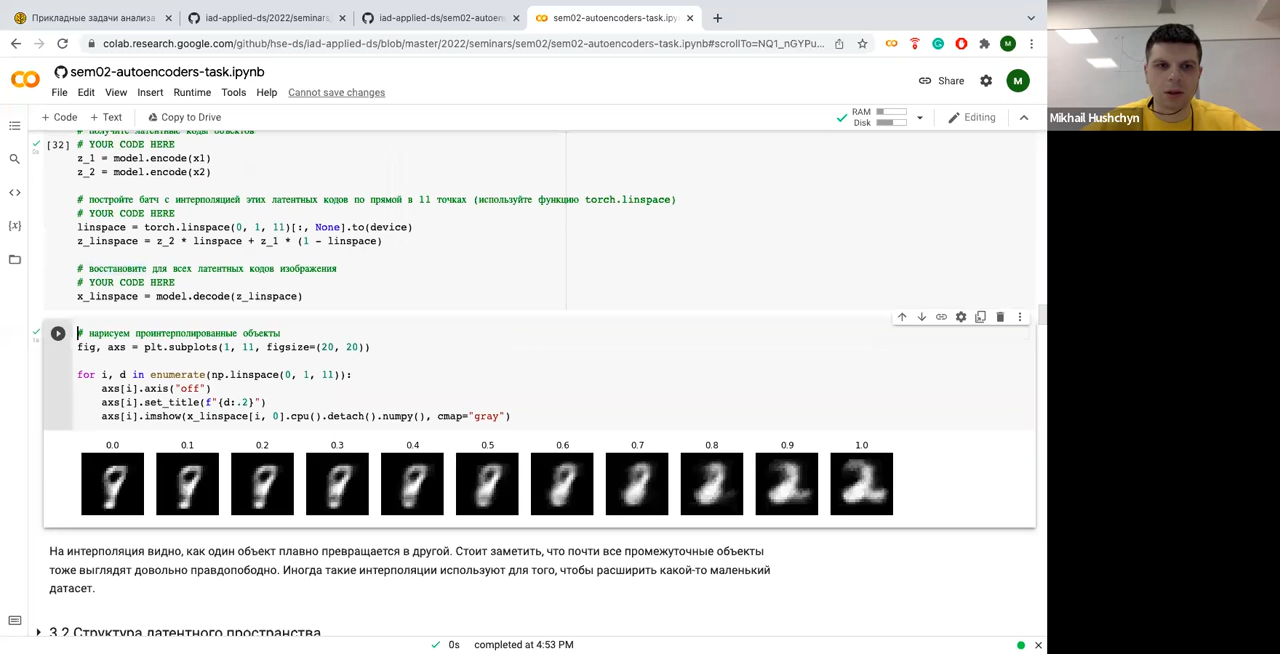 Прикладные задачи анализа
iad-applied-ds/2022/seminars
iad-applied-ds/sem02-autoen
sem02-autoencoders-task.ipyn
colab.research.google.com/github/hse-ds/iad-applied-ds/blob/master/2022/seminars/sem02/sem02-autoencoders-task.ipynb#scrollTo=NQ1_nGYPu...
M
sem02-autoencoders-task.ipynb
Share
M
File Edit View Insert Runtime Tools Help Cannot save changes
+ Code + Text Copy to Drive
RAM
Disk
Editing
# получите латентные коды объектов
[32] # YOUR CODE HERE
z_1 = model.encode(x1)
z_2 = model.encode(x2)
# постройте батч с интерполяцией этих латентных кодов по прямой в 11 точках (используйте функцию torch.linspace)
# YOUR CODE HERE
linspace = torch.linspace(0, 1, 11)[:, None].to(device)
z_linspace = z_2 * linspace + z_1 * (1 - linspace)
# восстановите для всех латентных кодов изображения
# YOUR CODE HERE
x_linspace = model.decode(z_linspace)
# нарисуем проинтерполированные объекты
fig, axs = plt.subplots(1, 11, figsize=(20, 20))
for i, d in enumerate(np.linspace(0, 1, 11)):
axs[i].axis("off")
axs[i].set_title(f"{d:.2}")
axs[i].imshow(x_linspace[i, 0].cpu().detach().numpy(), cmap="gray")
0.0 0.1 0.2 0.3 0.4 0.5 0.6 0.7 0.8 0.9 1.0
На интерполяция видно, как один объект плавно превращается в другой. Стоит заметить, что почти все промежуточные объекты
тоже выглядят довольно правдопободно. Иногда такие интерполяции используют для того, чтобы расширить какой-то маленький
датасет.
3.2 Структура латентного пространства
0s completed at 4:53 PM
Mikhail Hushchyn